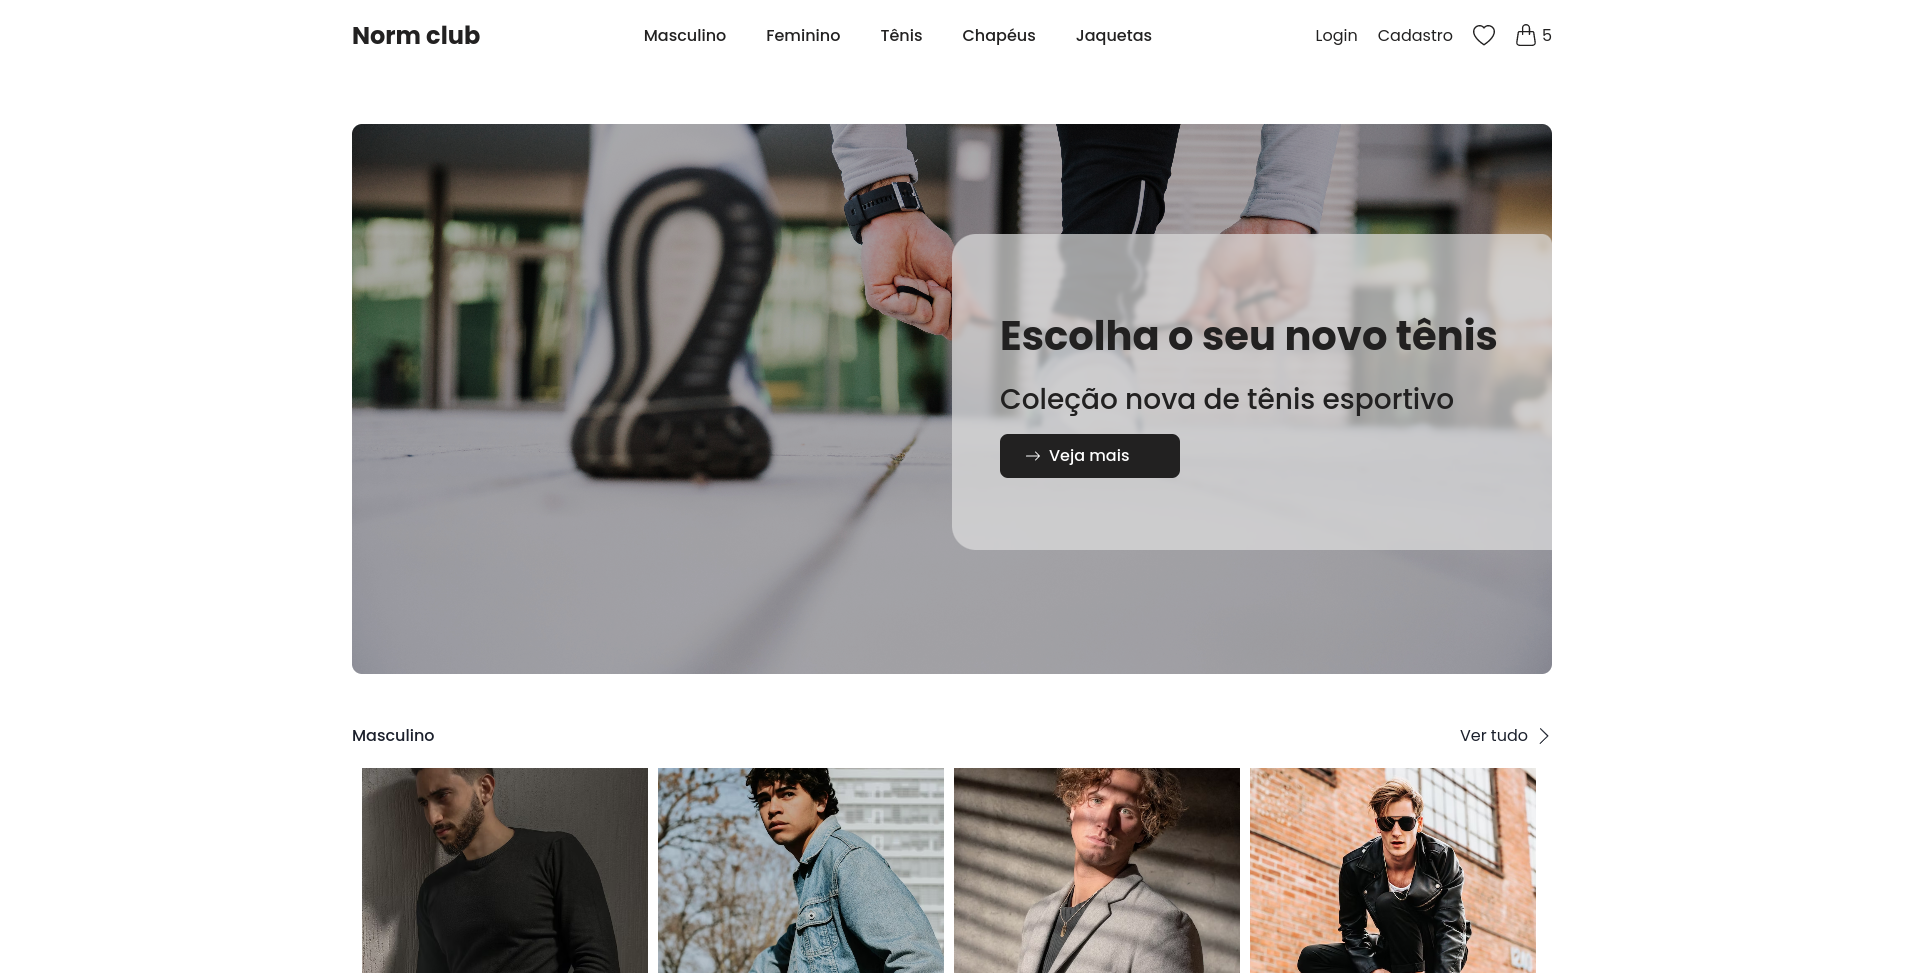 Norm club
Masculino
Feminino
Tênis
Chapéus
Jaquetas
Login
Cadastro
5
Escolha o seu novo tênis
Coleção nova de tênis esportivo
Veja mais
Masculino
Ver tudo